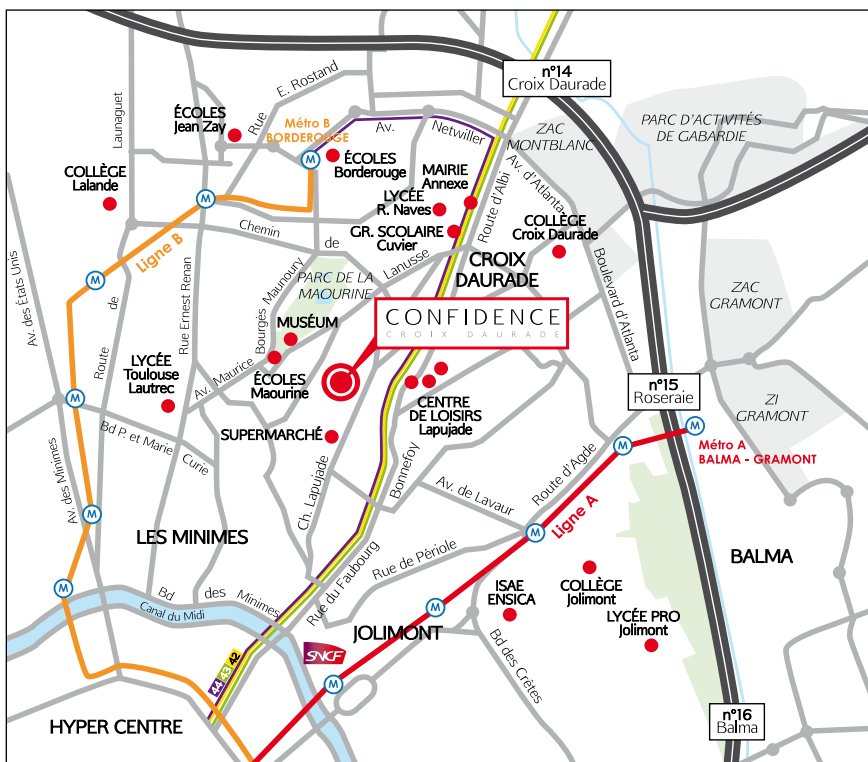 n°14
Croix Daurade
E. Rostand
Rue
Launaguet
ÉCOLES
Jean Zay
Métro B
BORDEROUGE
Av.
Netwiller
ZAC
MONTBLANC
PARC D'ACTIVITÉS
DE GABARDIE
ÉCOLES
Borderouge
MAIRIE
Annexe
Av. d'Atlanta
COLLÈGE
Lalande
LYCÉE
R. Naves
Route d'Albi
GR. SCOLAIRE
Cuvier
COLLÈGE
Croix Daurade
Chemin
de
Lanusse
Ligne B
CROIX
DAURADE
Av. des États Unis
de
Rue Ernest Renan
PARC DE LA
MAOURINE
Boulevard d'Atlanta
ZAC
GRAMONT
Bourgès Maunoury
MUSÉUM
CONFIDENCE
CROIX DAURADE
Route
LYCÉE
Toulouse
Lautrec
Av. Maurice
ÉCOLES
Maourine
n°15
Roseraie
ZI
GRAMONT
CENTRE
DE LOISIRS
Lapujade
Bd P. et Marie
Curie
SUPERMARCHÉ
Métro A
BALMA - GRAMONT
Bonnefoy
Route d'Agde
Av. des Minimes
Ch. Lapujade
Av. de Lavaur
Ligne A
LES MINIMES
Rue de Périole
BALMA
Rue du Faubourg
Bd
des
Minimes
Canal du Midi
ISAE
ENSICA
COLLÈGE
Jolimont
LYCÉE PRO
Jolimont
JOLIMONT
SNCF
Bd des Crêtes
44 43 42
HYPER CENTRE
n°16
Balma
M
M
M
M
M
M
M
M
M
M
M